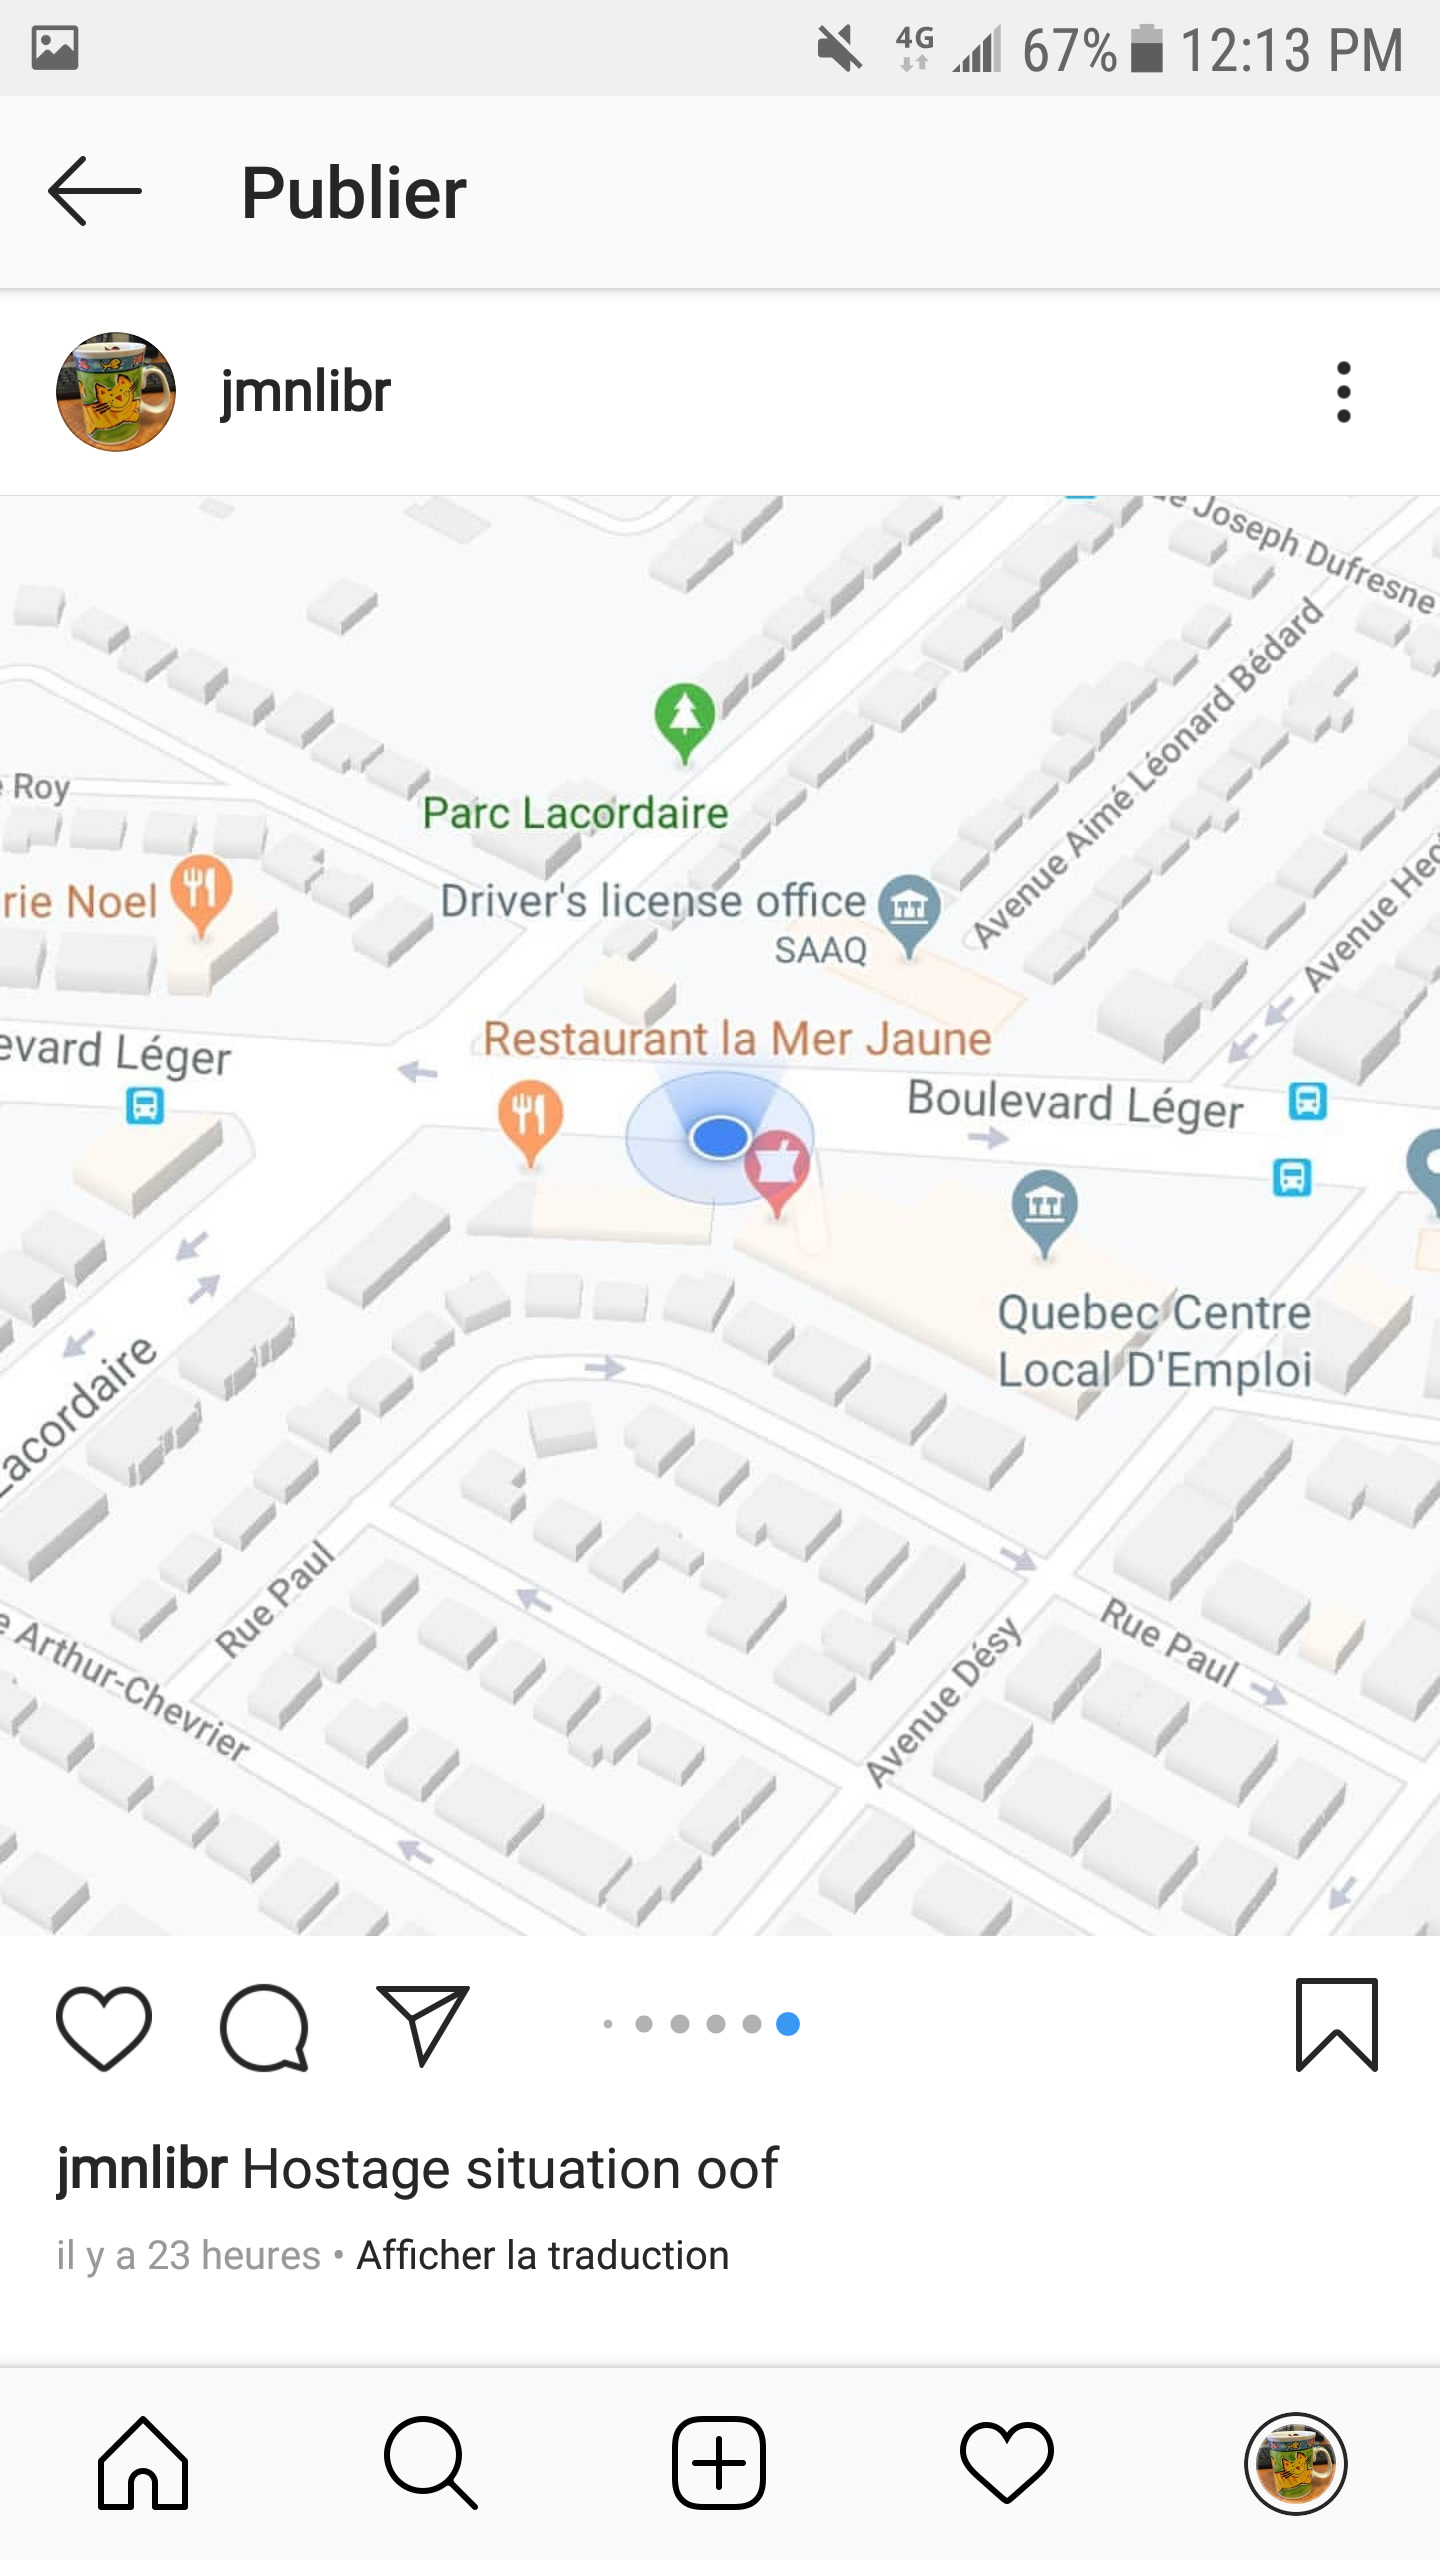 4G 67% 12:13 PM
Publier
jmnlibr
Joseph Dufresne
Avenue Aimé Léonard Bédard
Roy
Parc Lacordaire
rie Noel
Driver's license office
SAAQ
Avenue Hec
evard Léger
Restaurant la Mer Jaune
Boulevard Léger
Quebec Centre
Local D'Emploi
Lacordaire
Rue Paul
Arthur-Chevrier
Avenue Désy
Rue Paul
jmnlibr Hostage situation oof
il y a 23 heures • Afficher la traduction